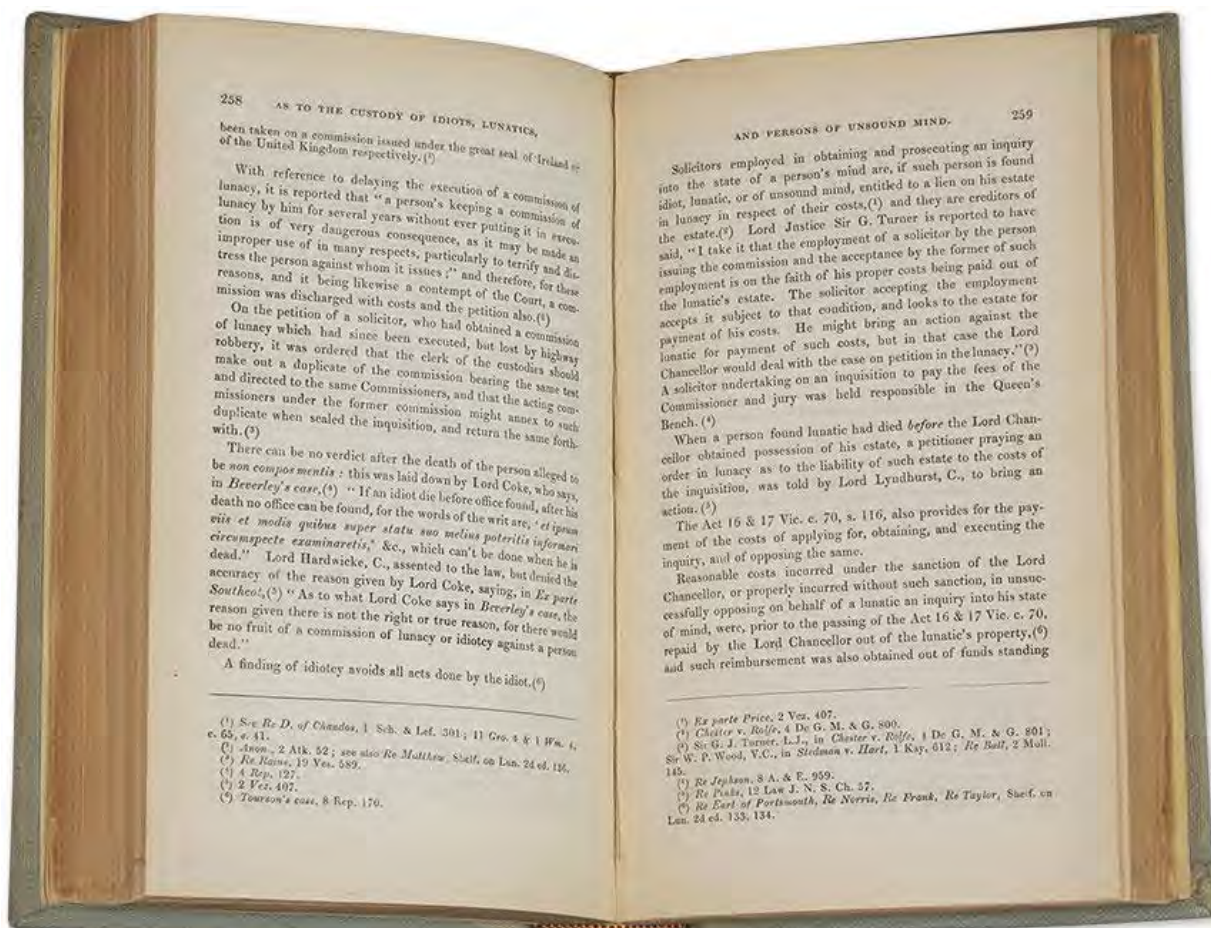 258 AS TO THE CUSTODY OF IDIOTS, LUNATICS,
been taken on a commission issued under the great seal of Ireland or
of the United Kingdom respectively.(¹)
With reference to delaying the execution of a commission of
lunacy, it is reported that "a person's keeping a commission of
lunacy by him for several years without ever putting it in execu-
tion is of very dangerous consequence, as it may be made an
improper use of in many respects, particularly to terrify and dis-
tress the person against whom it issues;" and therefore, for these
reasons, and it being likewise a contempt of the Court, a com-
mission was discharged with costs and the petition also.(²)
On the petition of a solicitor, who had obtained a commission
of lunacy which had since been executed, but lost by highway
robbery, it was ordered that the clerk of the custodies should
make out a duplicate of the commission bearing the same test
and directed to the same Commissioners, and that the acting com-
missioners under the former commission might annex to such
duplicate when sealed the inquisition, and return the same forth-
with.(³)
There can be no verdict after the death of the person alleged to
be non compos mentis: this was laid down by Lord Coke, who says,
in Beverley's case,(⁴) "If an idiot die before office found, after his
death no office can be found, for the words of the writ are, 'et ipsum
viis et modis quibus super statu suo melius poteritis informari
circumspecte examinaretis,' &c., which can't be done when he is
dead." Lord Hardwicke, C., assented to the law, but denied the
accuracy of the reason given by Lord Coke, saying, in Ex parte
Southcot,(⁵) "As to what Lord Coke says in Beverley's case, the
reason given there is not the right or true reason, for there would
be no fruit of a commission of lunacy or idiotcy against a person
dead."
A finding of idiotcy avoids all acts done by the idiot.(⁶)
(¹) See Re D. of Chandos, 1 Sch. & Lef. 301; 11 Geo. 4 & 1 Wm. 4,
c. 65, s. 41.
(²) Anon., 2 Atk. 52; see also Re Matthew, Shelf. on Lun. 2d ed. 116.
(³) Re Raine, 19 Ves. 589.
(⁴) 4 Rep. 127.
(⁵) 2 Vez. 407.
(⁶) Tourson's case, 8 Rep. 170.
AND PERSONS OF UNSOUND MIND. 259
Solicitors employed in obtaining and prosecuting an inquiry
into the state of a person's mind are, if such person is found
idiot, lunatic, or of unsound mind, entitled to a lien on his estate
in lunacy in respect of their costs,(¹) and they are creditors of
the estate.(²) Lord Justice Sir G. Turner is reported to have
said, "I take it that the employment of a solicitor by the person
issuing the commission and the acceptance by the former of such
employment is on the faith of his proper costs being paid out of
the lunatic's estate. The solicitor accepting the employment
accepts it subject to that condition, and looks to the estate for
payment of his costs. He might bring an action against the
lunatic for payment of such costs, but in that case the Lord
Chancellor would deal with the case on petition in the lunacy."(³)
A solicitor undertaking on an inquisition to pay the fees of the
Commissioner and jury was held responsible in the Queen's
Bench.(⁴)
When a person found lunatic had died before the Lord Chan-
cellor obtained possession of his estate, a petitioner praying an
order in lunacy as to the liability of such estate to the costs of
the inquisition, was told by Lord Lyndhurst, C., to bring an
action.(⁵)
The Act 16 & 17 Vic. c. 70, s. 116, also provides for the pay-
ment of the costs of applying for, obtaining, and executing the
inquiry, and of opposing the same.
Reasonable costs incurred under the sanction of the Lord
Chancellor, or properly incurred without such sanction, in unsuc-
cessfully opposing on behalf of a lunatic an inquiry into his state
of mind, were, prior to the passing of the Act 16 & 17 Vic. c. 70,
repaid by the Lord Chancellor out of the lunatic's property,(⁶)
and such reimbursement was also obtained out of funds standing
(¹) Ex parte Price, 2 Vez. 407.
(²) Chester v. Rolfe, 4 De G. M. & G. 800.
(³) Sir G. J. Turner, L.J., in Chester v. Rolfe, 4 De G. M. & G. 801;
Sir W. P. Wood, V.C., in Stedman v. Hart, 1 Kay, 612; Re Ball, 2 Moll.
145.
(⁴) Re Jephson, 8 A. & E. 959.
(⁵) Re Pinks, 12 Law J. N. S. Ch. 57.
(⁶) Re Earl of Portsmouth, Re Norris, Re Frank, Re Taylor, Shelf. on
Lun. 2d ed. 133, 134.